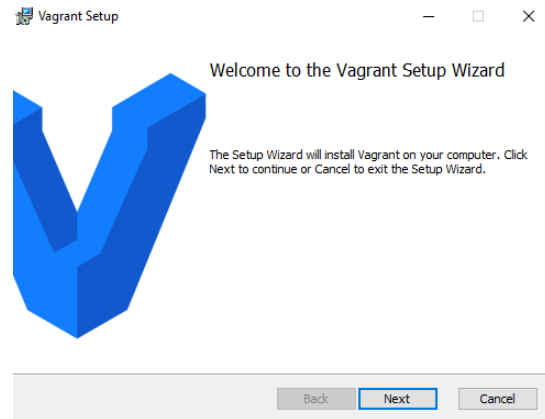 Vagrant Setup
Welcome to the Vagrant Setup Wizard
The Setup Wizard will install Vagrant on your computer. Click
Next to continue or Cancel to exit the Setup Wizard.
Back Next Cancel